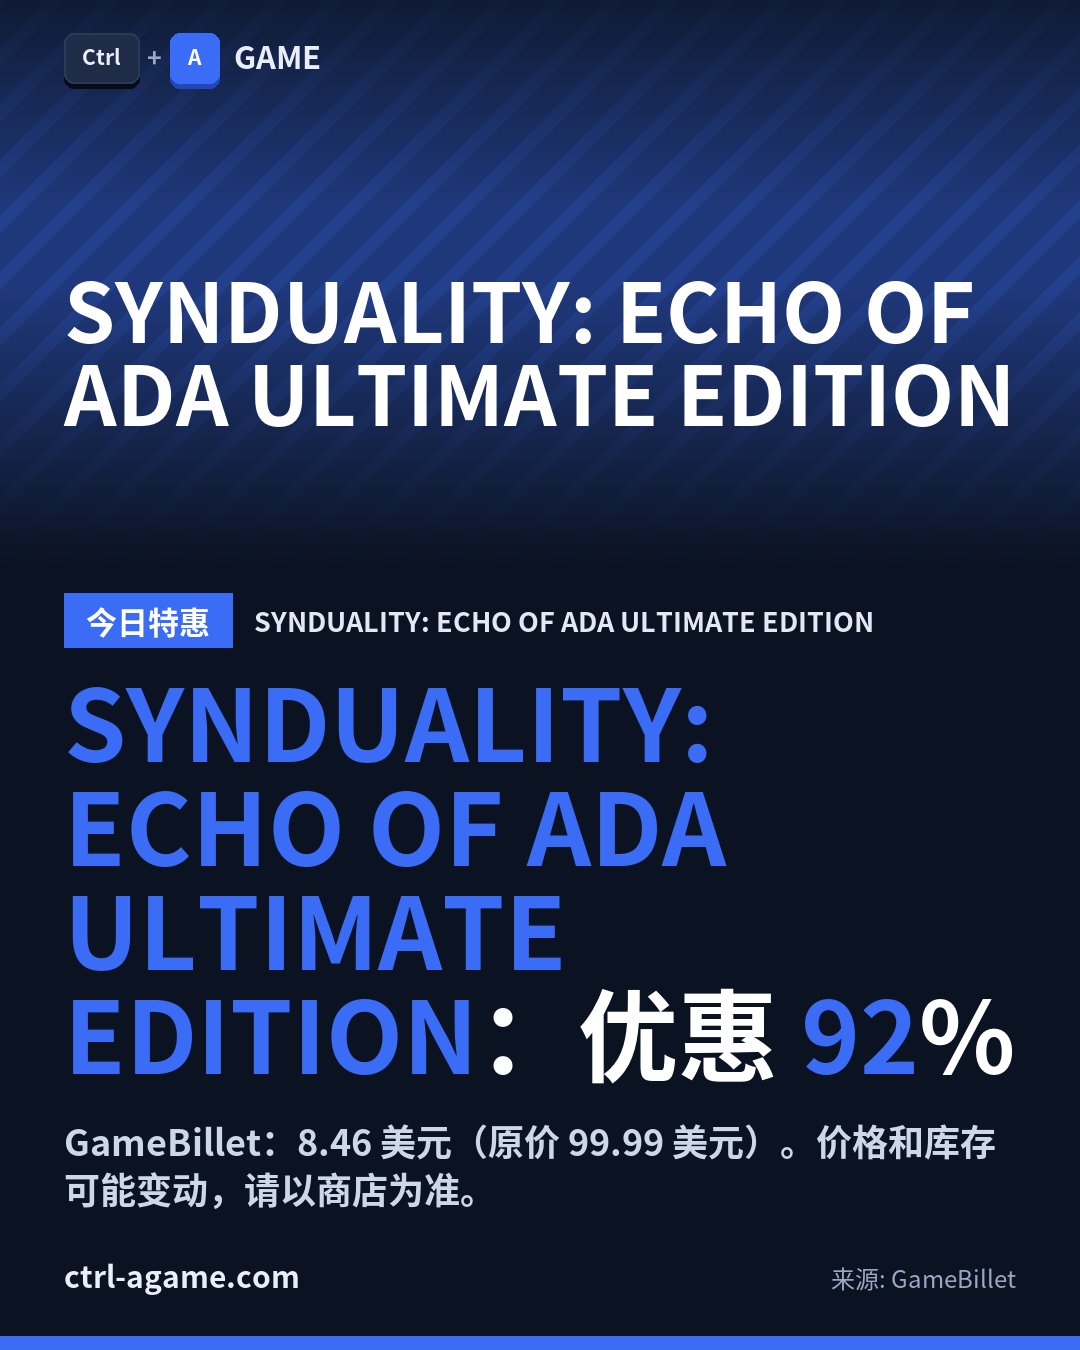 Ctrl + A GAME
SYNDUALITY: ECHO OF
ADA ULTIMATE EDITION
今日特惠 SYNDUALITY: ECHO OF ADA ULTIMATE EDITION
SYNDUALITY:
ECHO OF ADA
ULTIMATE
EDITION：优惠 92%
GameBillet：8.46 美元（原价 99.99 美元）。价格和库存
可能变动，请以商店为准。
ctrl-agame.com
来源: GameBillet